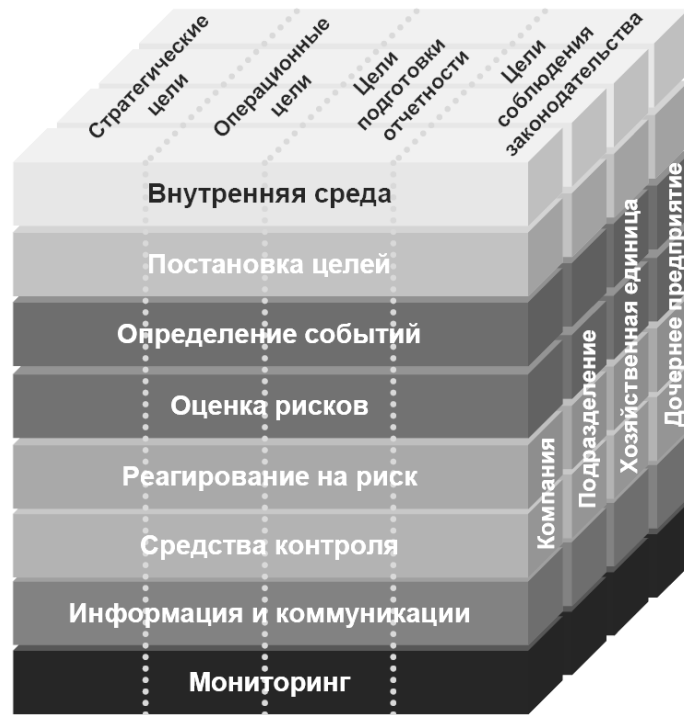 Стратегические
цели
Операционные
цели
Цели
подготовки
отчетности
Цели
соблюдения
законодательства
Внутренняя среда
Постановка целей
Определение событий
Оценка рисков
Реагирование на риск
Средства контроля
Информация и коммуникации
Мониторинг
Компания
Подразделение
Хозяйственная единица
Дочернее предприятие